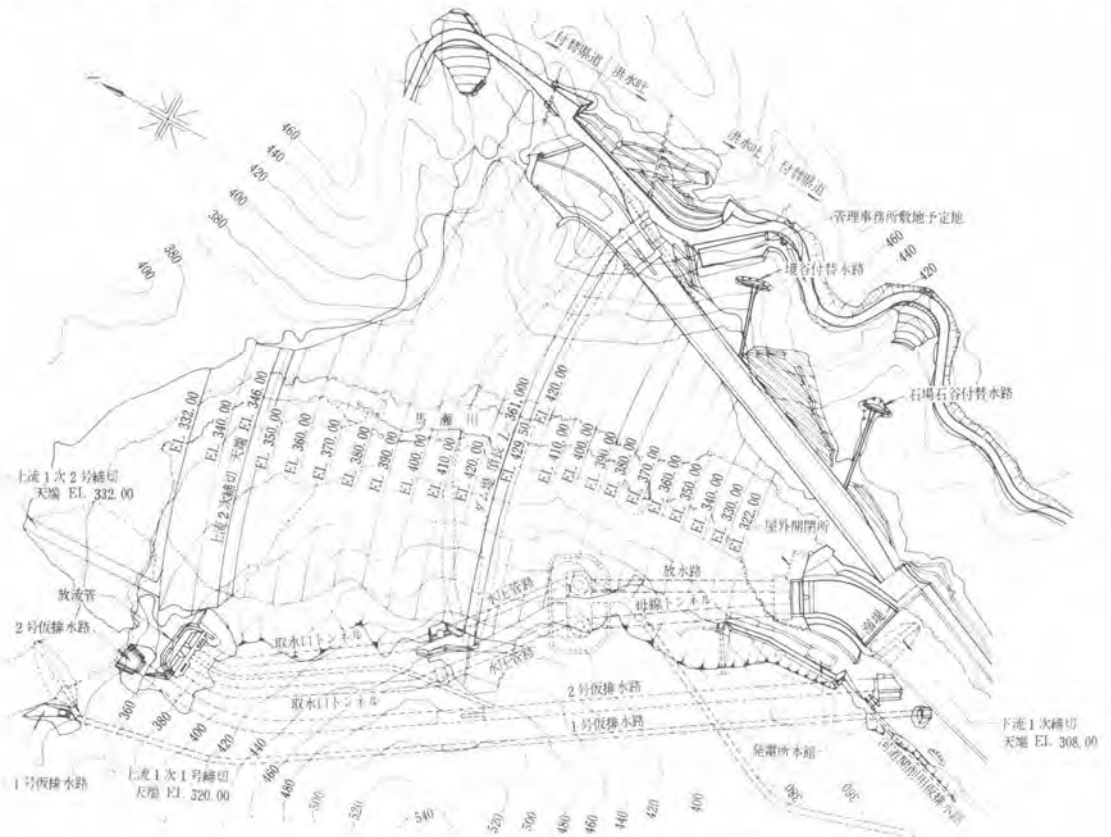 付替県道
洪水吐
洪水吐
付替県道
管理事務所敷地予定地
460
440
420
境谷付替水路
石場石谷付替水路
460
440
420
400
380
380
400
EL 332.00
EL 340.00
上流2次締切 天端 EL 346.00
EL 350.00
EL 360.00
EL 370.00
EL 380.00
EL 390.00
EL 400.00
EL 410.00
EL 420.00
馬瀬川
ダム堤頂長 L 361.000
EL 429.50
EL 420.00
EL 410.00
EL 400.00
EL 390.00
EL 380.00
EL 370.00
EL 360.00
EL 350.00
EL 340.00
EL 330.00
EL 322.00
屋外開閉所
上流1次2号締切
天端 EL 332.00
放流管
2号仮排水路
1号仮排水路
上流1次1号締切
天端 EL 320.00
取水口トンネル
取水口トンネル
水圧管路
水圧管路
放水路
母線トンネル
2号仮排水路
1号仮排水路
発電所本館
下流1次締切
天端 EL 308.00
360
380
400
420
440
460
480
500
520
540
520
500
480
460
440
420
400
380